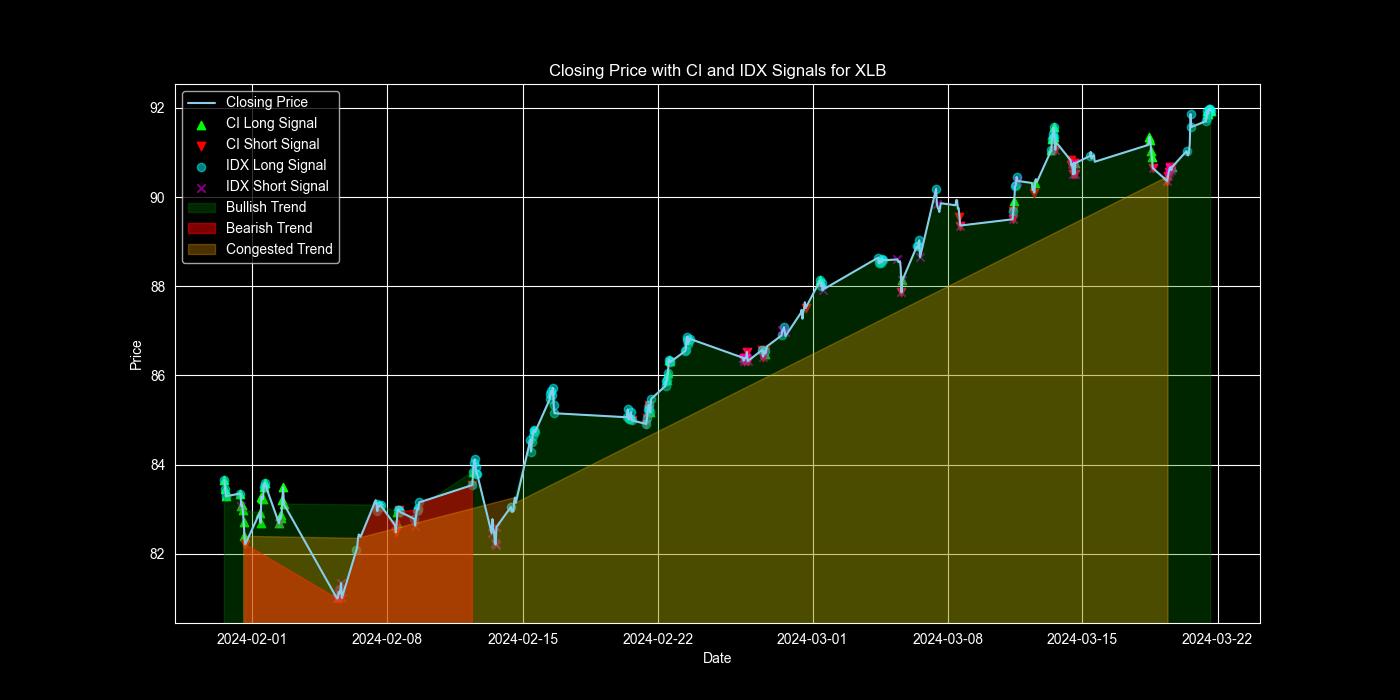 Closing Price with CI and IDX Signals for XLB
Closing Price
CI Long Signal
CI Short Signal
IDX Long Signal
IDX Short Signal
Bullish Trend
Bearish Trend
Congested Trend
92
90
88
86
84
82
Price
2024-02-01 2024-02-08 2024-02-15 2024-02-22 2024-03-01 2024-03-08 2024-03-15 2024-03-22
Date